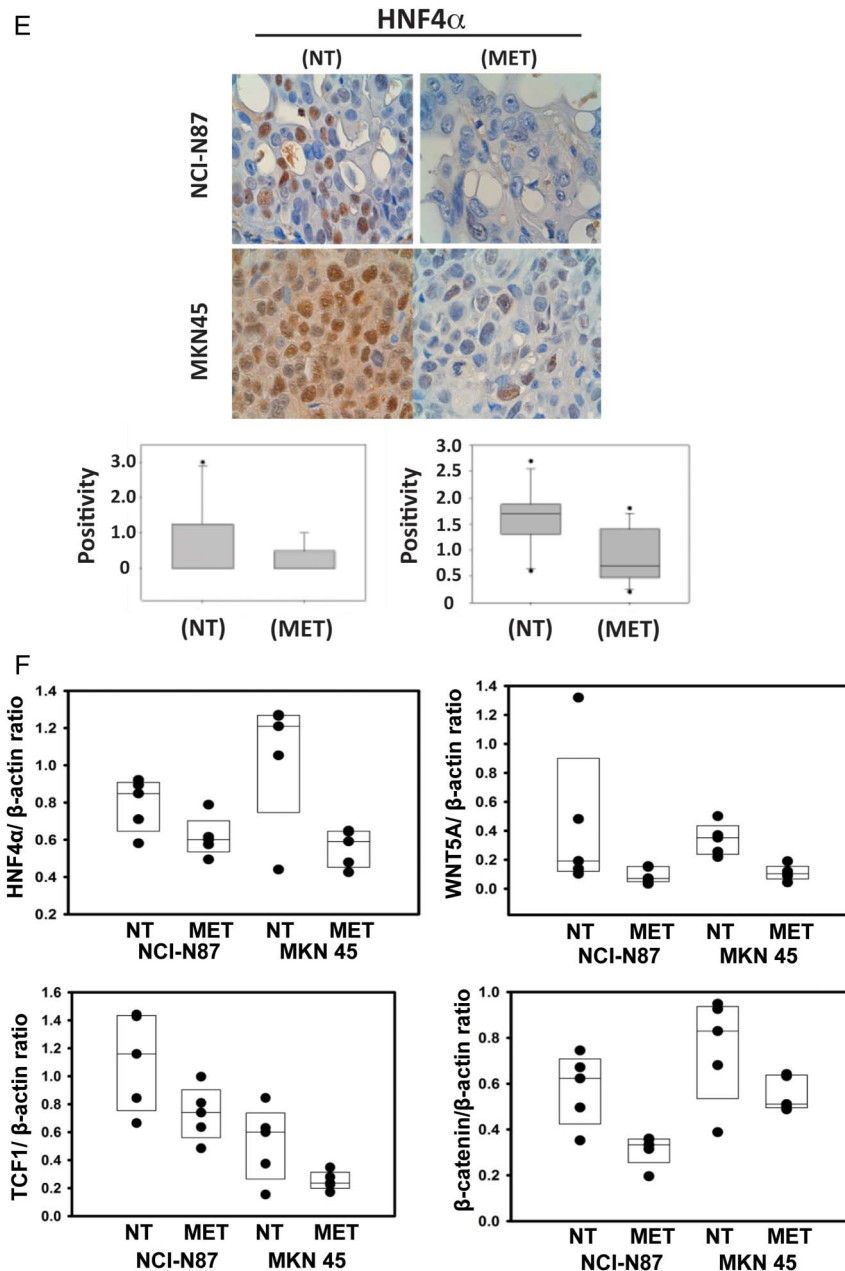 E
HNF4α
(NT) (MET)
NCI-N87
MKN45
Positivity
3.0
2.0
1.0
0
(NT) (MET)
Positivity
3.0
2.5
2.0
1.5
1.0
0.5
0
(NT) (MET)
F
HNF4α/ β-actin ratio
1.4
1.2
1.0
0.8
0.6
0.4
0.2
NT MET NT MET
NCI-N87 MKN 45
WNT5A/ β-actin ratio
1.4
1.2
1.0
0.8
0.6
0.4
0.2
0.0
NT MET NT MET
NCI-N87 MKN 45
TCF1/ β-actin ratio
1.6
1.4
1.2
1.0
0.8
0.6
0.4
0.2
0.0
NT MET NT MET
NCI-N87 MKN 45
β-catenin/β-actin ratio
1.0
0.8
0.6
0.4
0.2
0.0
NT MET NT MET
NCI-N87 MKN 45